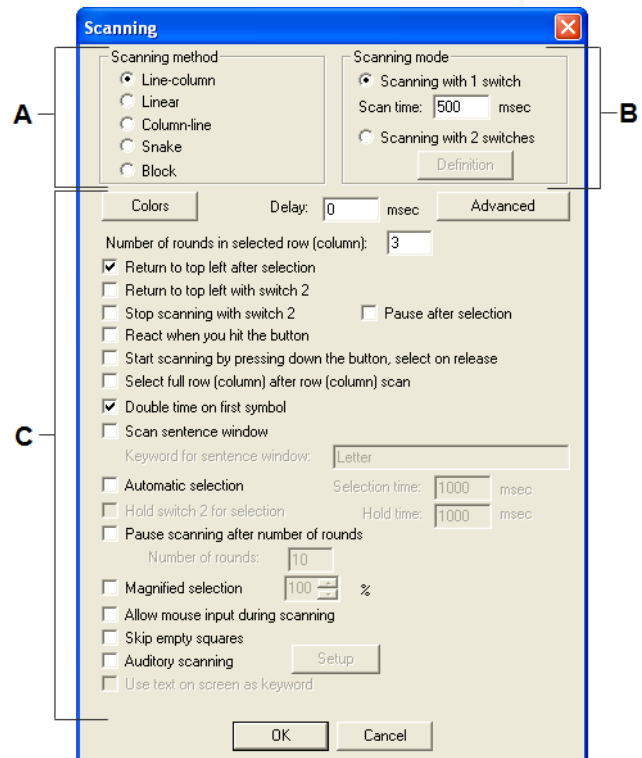 Scanning
Scanning method
Line-column
Linear
Column-line
Snake
Block
A
Scanning mode
Scanning with 1 switch
Scan time: 500 msec
Scanning with 2 switches
Definition
B
Colors Delay: 0 msec Advanced
Number of rounds in selected row (column): 3
Return to top left after selection
Return to top left with switch 2
Stop scanning with switch 2 Pause after selection
React when you hit the button
Start scanning by pressing down the button, select on release
Select full row (column) after row (column) scan
Double time on first symbol
C
Scan sentence window
Keyword for sentence window: Letter
Automatic selection Selection time: 1000 msec
Hold switch 2 for selection Hold time: 1000 msec
Pause scanning after number of rounds
Number of rounds: 10
Magnified selection 100 %
Allow mouse input during scanning
Skip empty squares
Auditory scanning Setup
Use text on screen as keyword
OK Cancel